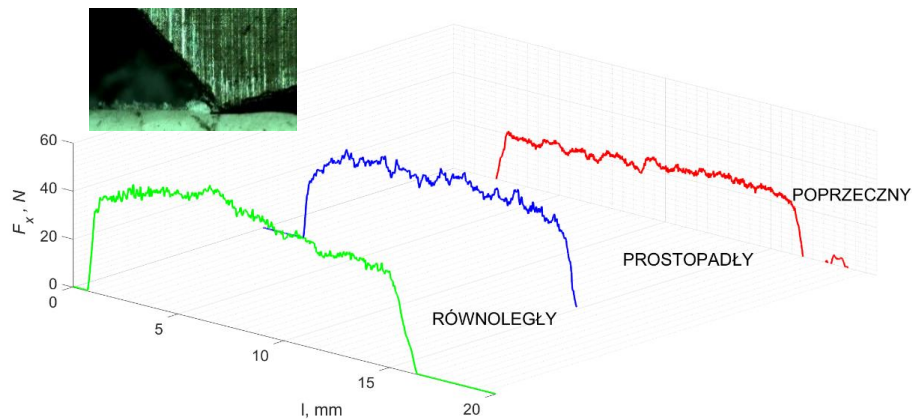 60
40
20
0
F_x, N
0
5
10
15
20
l, mm
RÓWNOLEGŁY
PROSTOPADŁY
POPRZECZNY